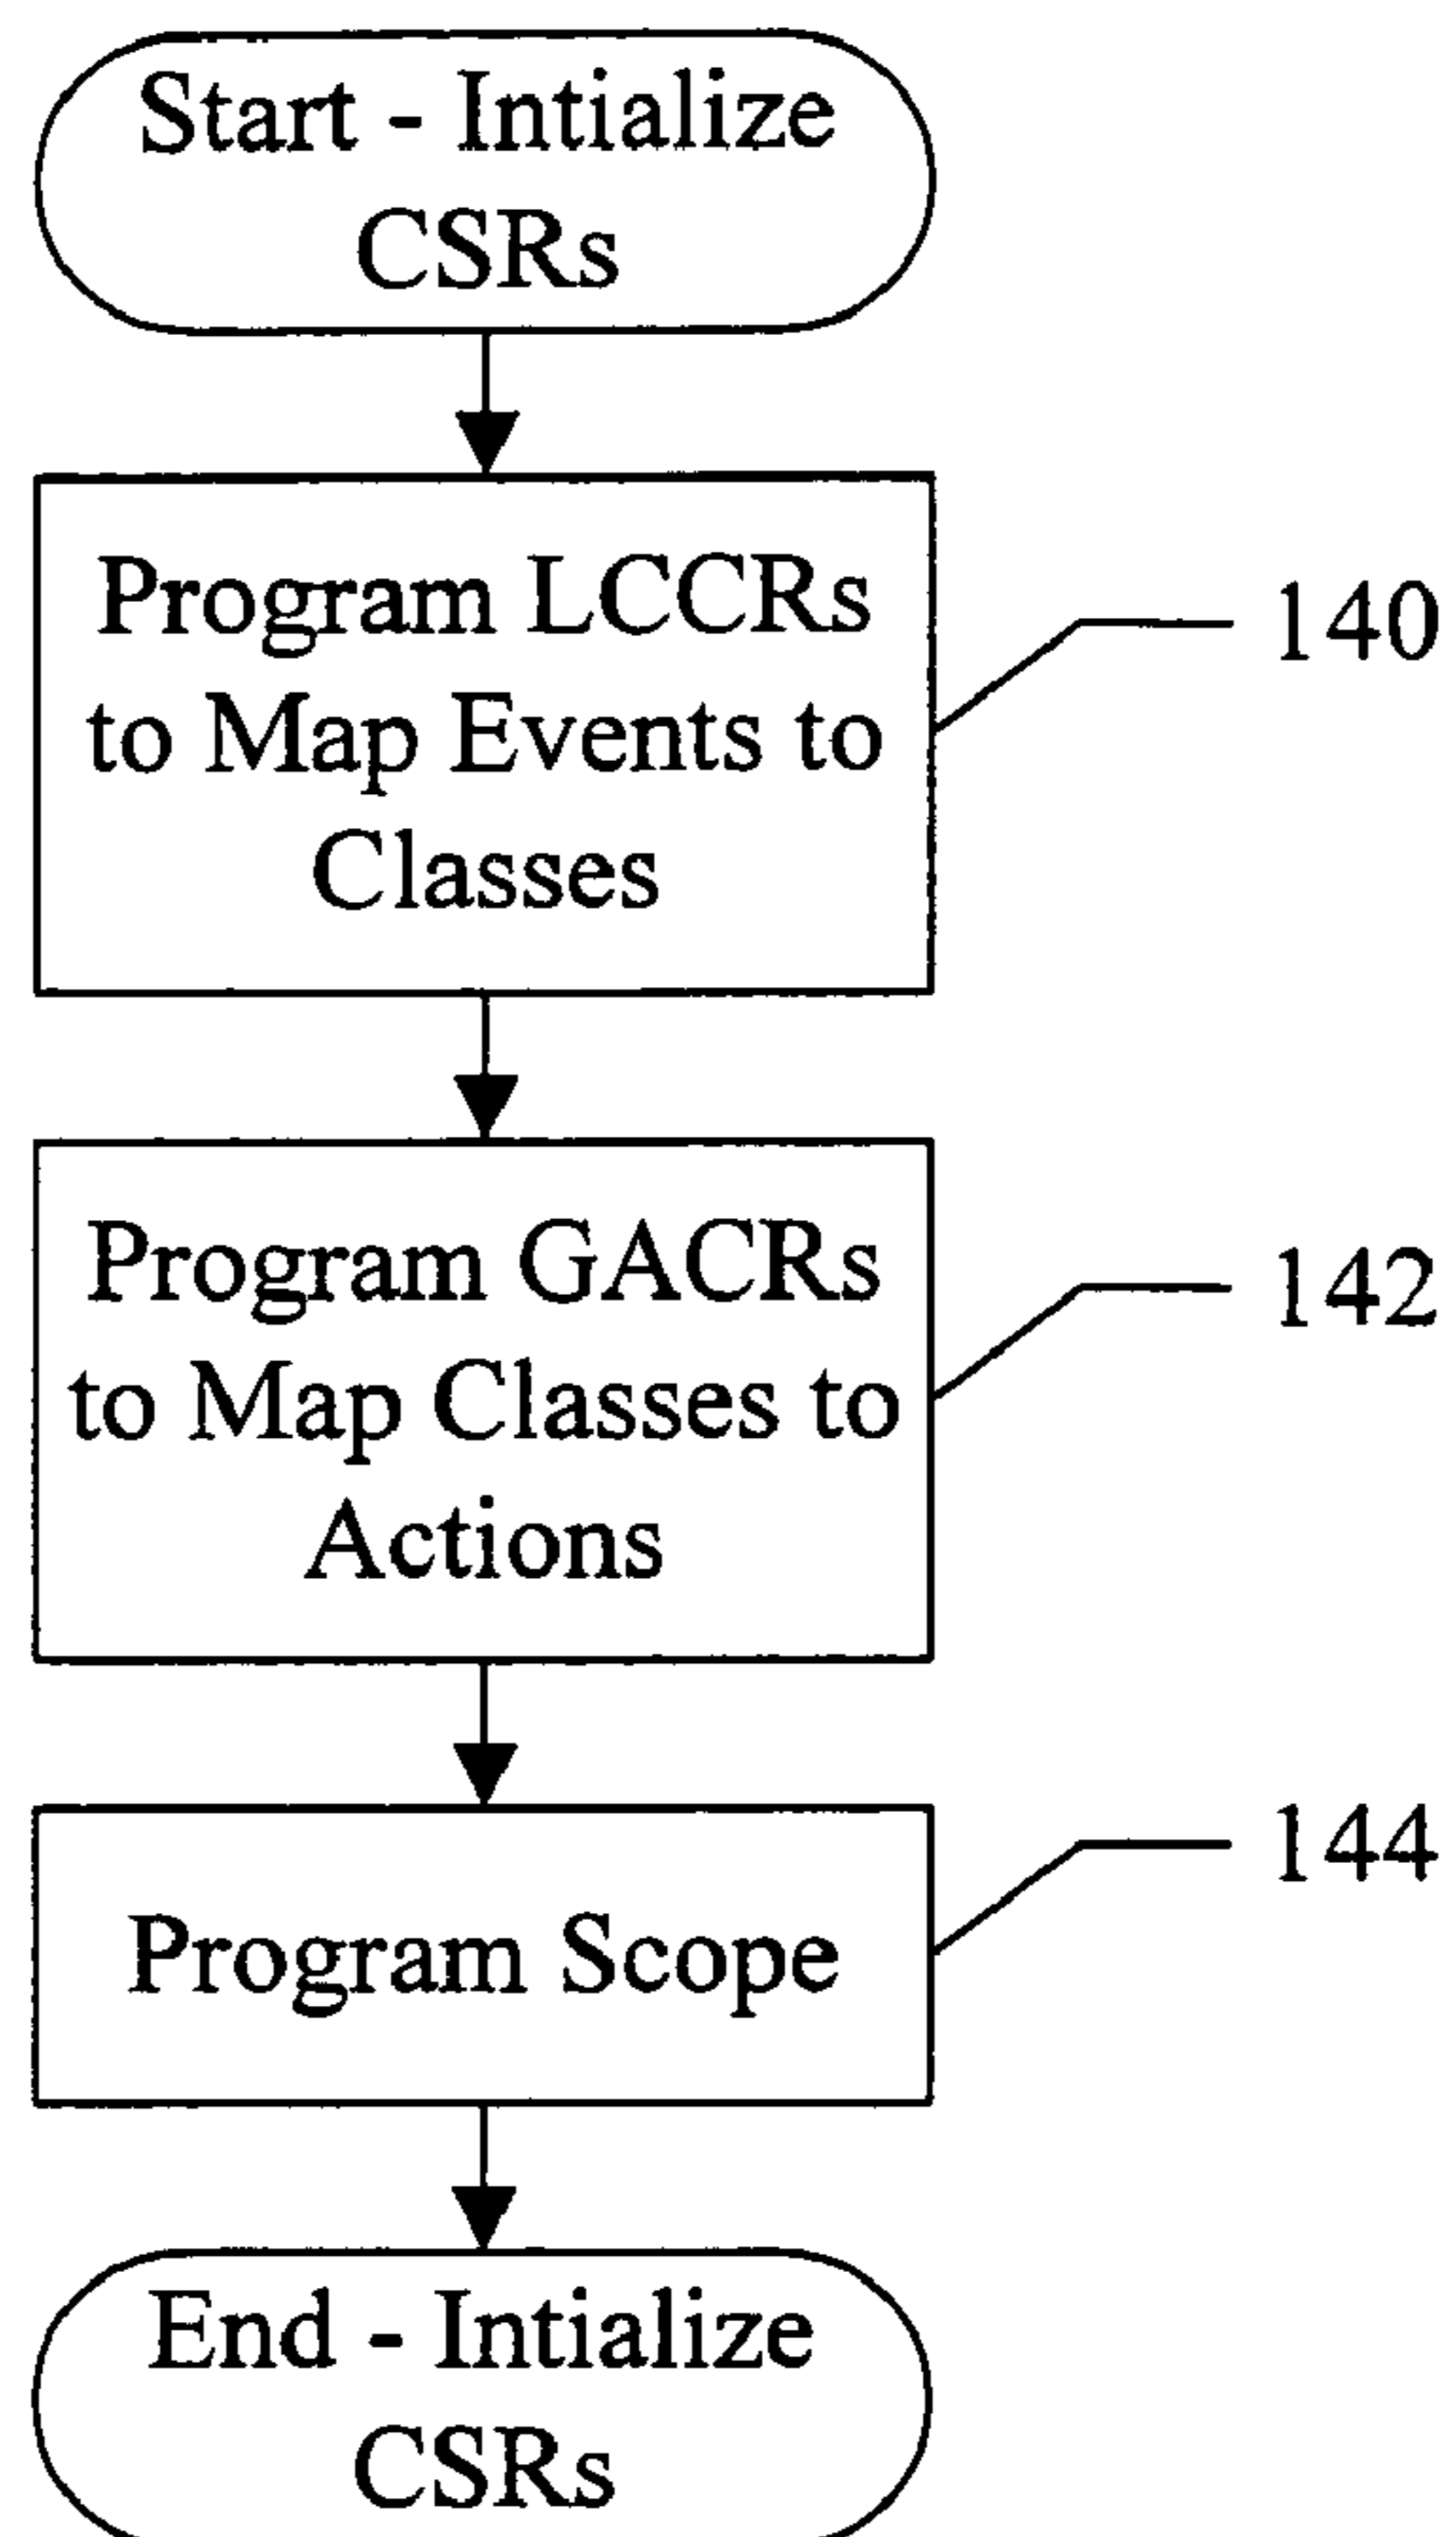 Start - Intialize
CSRs
Program LCCRs
to Map Events to
Classes
140
Program GACRs
to Map Classes to
Actions
142
Program Scope
144
End - Intialize
CSRs